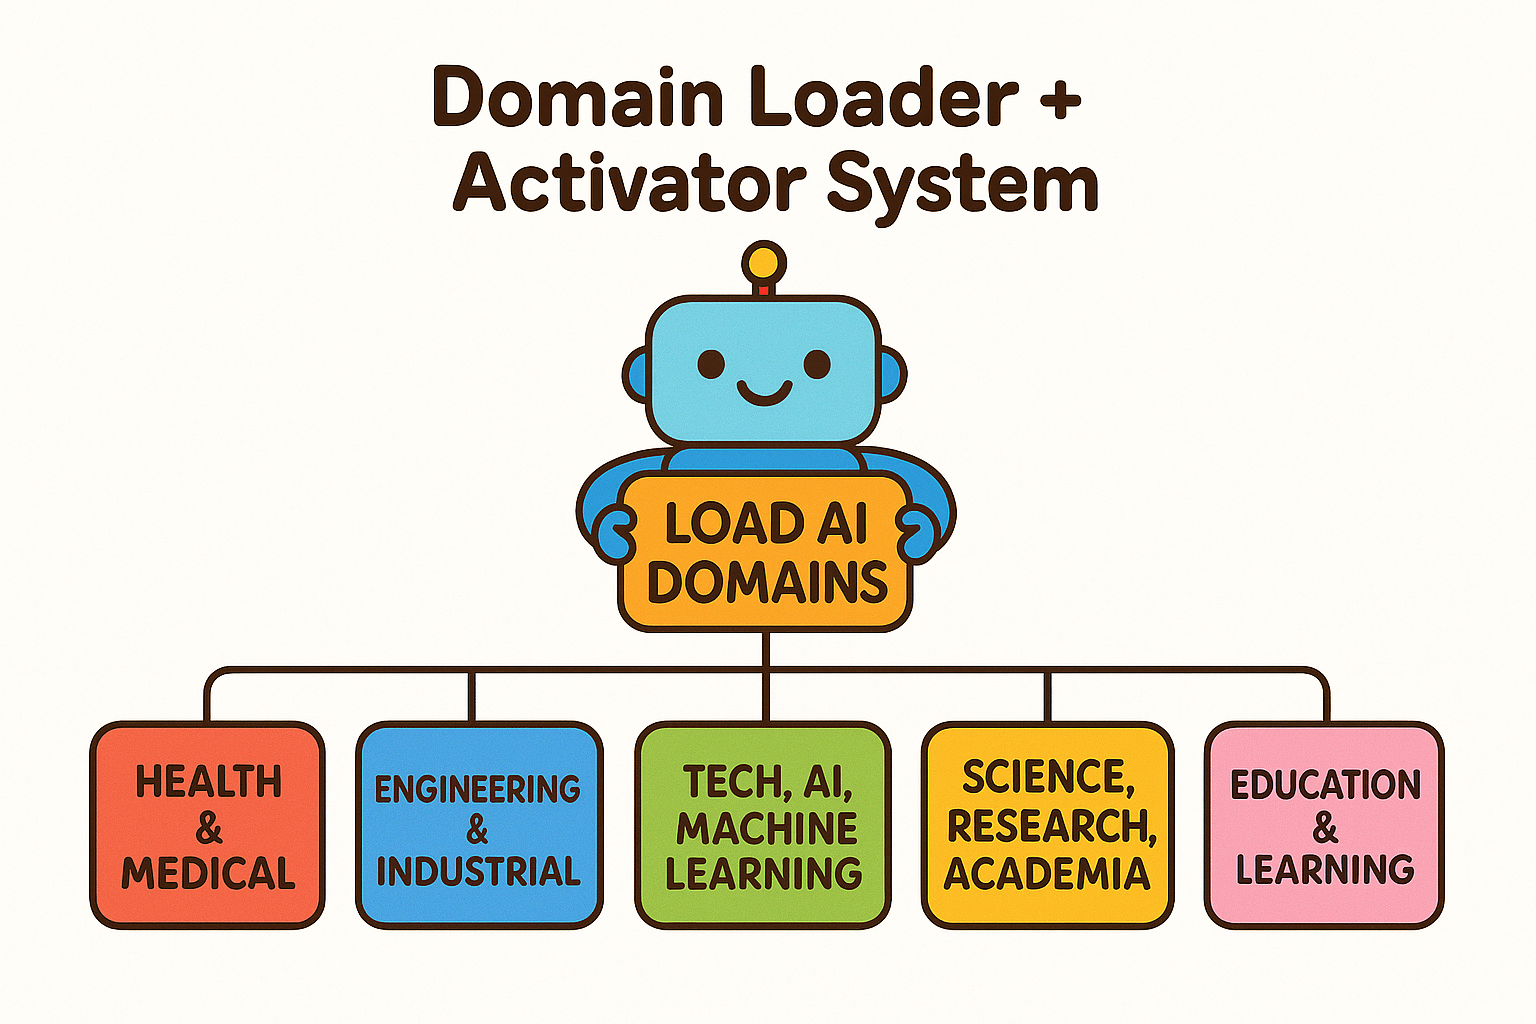 Domain Loader +
Activator System
LOAD AI
DOMAINS
HEALTH
&
MEDICAL
ENGINEERING
&
INDUSTRIAL
TECH, AI,
MACHINE
LEARNING
SCIENCE,
RESEARCH,
ACADEMIA
EDUCATION
&
LEARNING